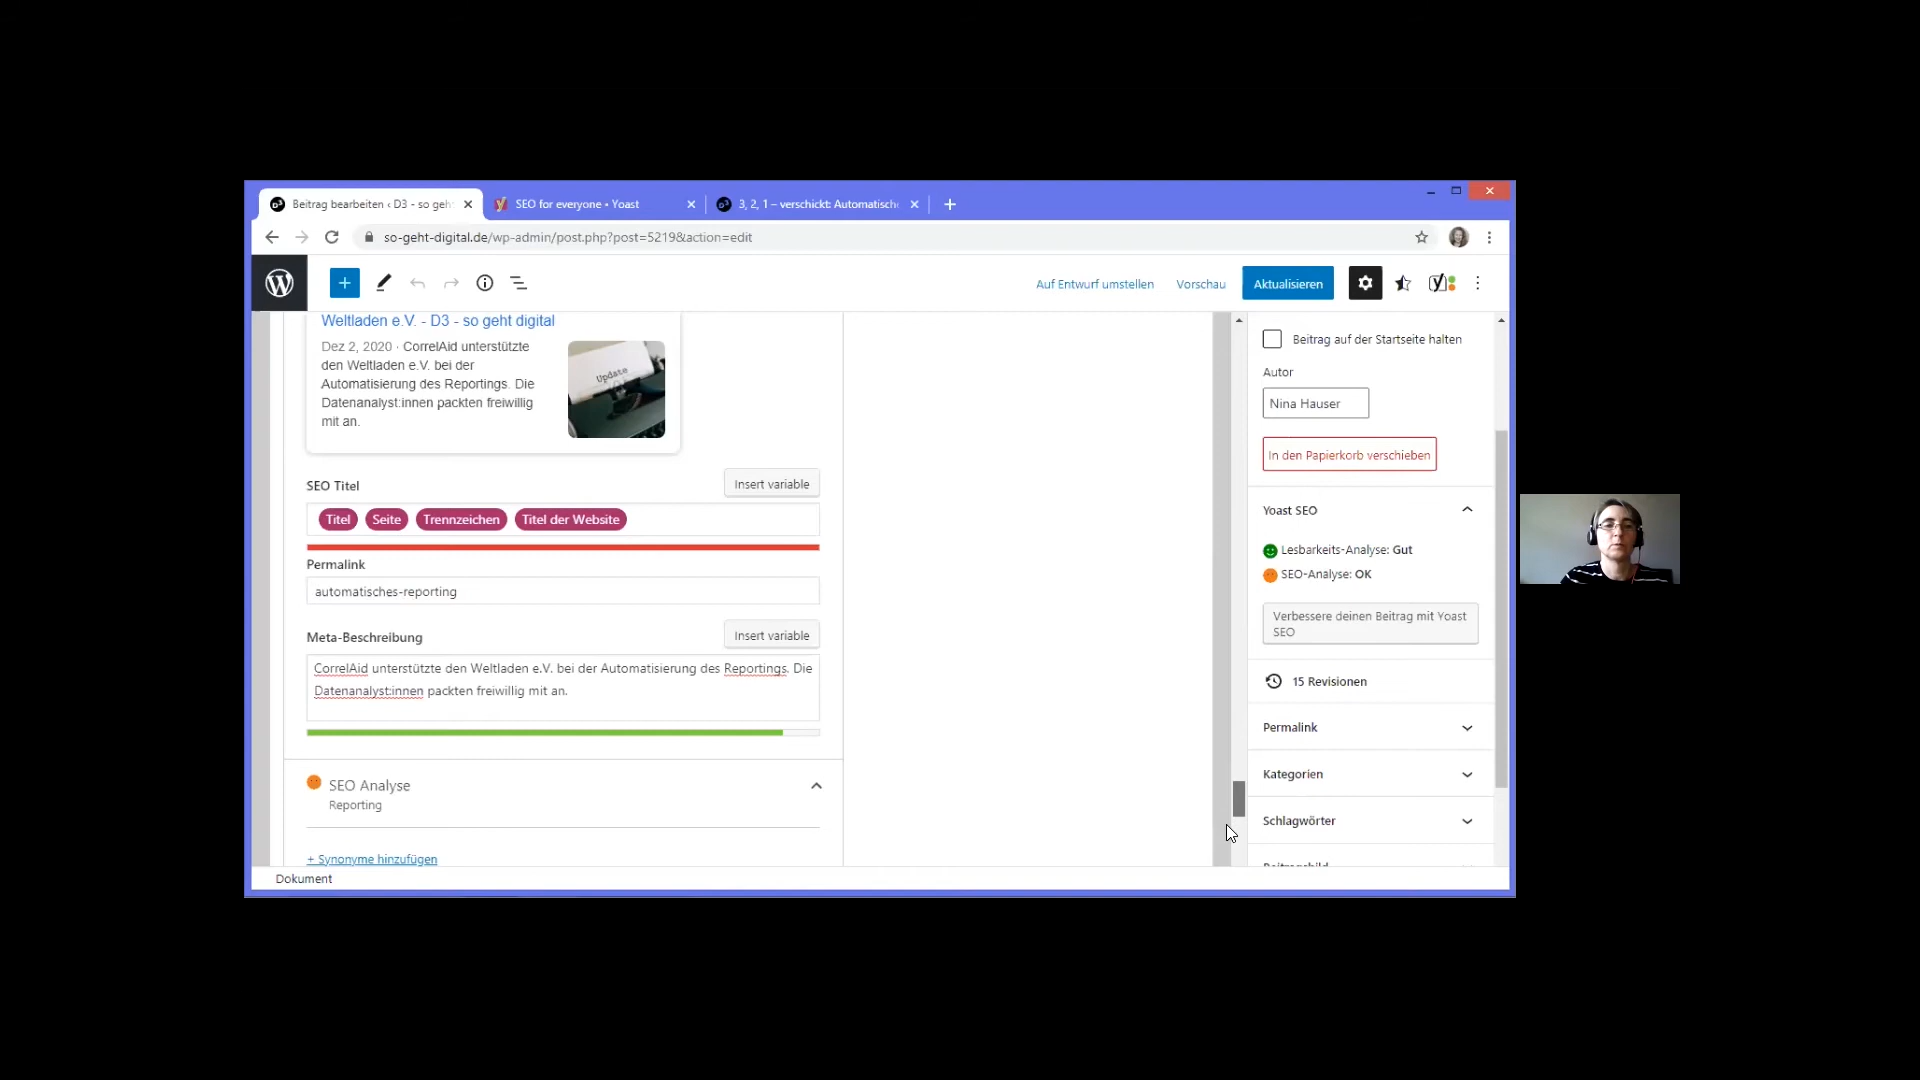 Beitrag bearbeiten ‹ D3 - so geh
SEO for everyone • Yoast
3, 2, 1 – verschickt: Automatisch
so-geht-digital.de/wp-admin/post.php?post=5219&action=edit
Auf Entwurf umstellen
Vorschau
Aktualisieren
Weltladen e.V. - D3 - so geht digital
Dez 2, 2020 · CorrelAid unterstützte
den Weltladen e.V. bei der
Automatisierung des Reportings. Die
Datenanalyst:innen packten freiwillig
mit an.
Update
SEO Titel
Insert variable
Titel
Seite
Trennzeichen
Titel der Website
Permalink
automatisches-reporting
Meta-Beschreibung
Insert variable
CorrelAid unterstützte den Weltladen e.V. bei der Automatisierung des Reportings. Die
Datenanalyst:innen packten freiwillig mit an.
SEO Analyse
Reporting
+ Synonyme hinzufügen
Dokument
Beitrag auf der Startseite halten
Autor
Nina Hauser
In den Papierkorb verschieben
Yoast SEO
Lesbarkeits-Analyse: Gut
SEO-Analyse: OK
Verbessere deinen Beitrag mit Yoast
SEO
15 Revisionen
Permalink
Kategorien
Schlagwörter